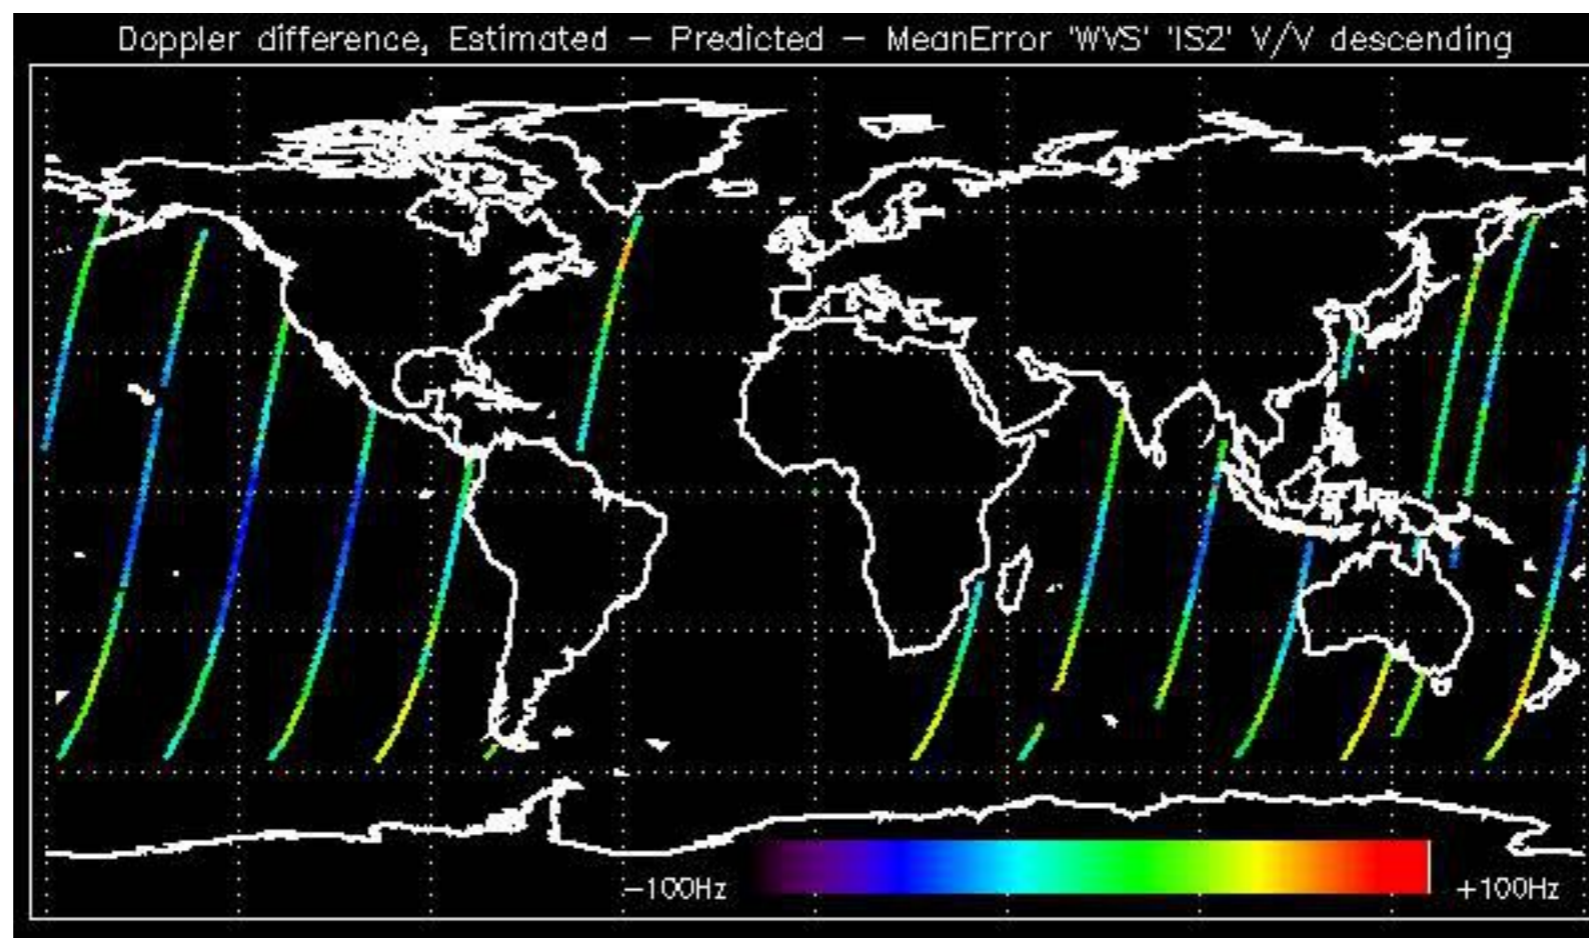 Doppler difference, Estimated – Predicted – MeanError 'WVS' 'IS2' V/V descending
-100Hz
+100Hz